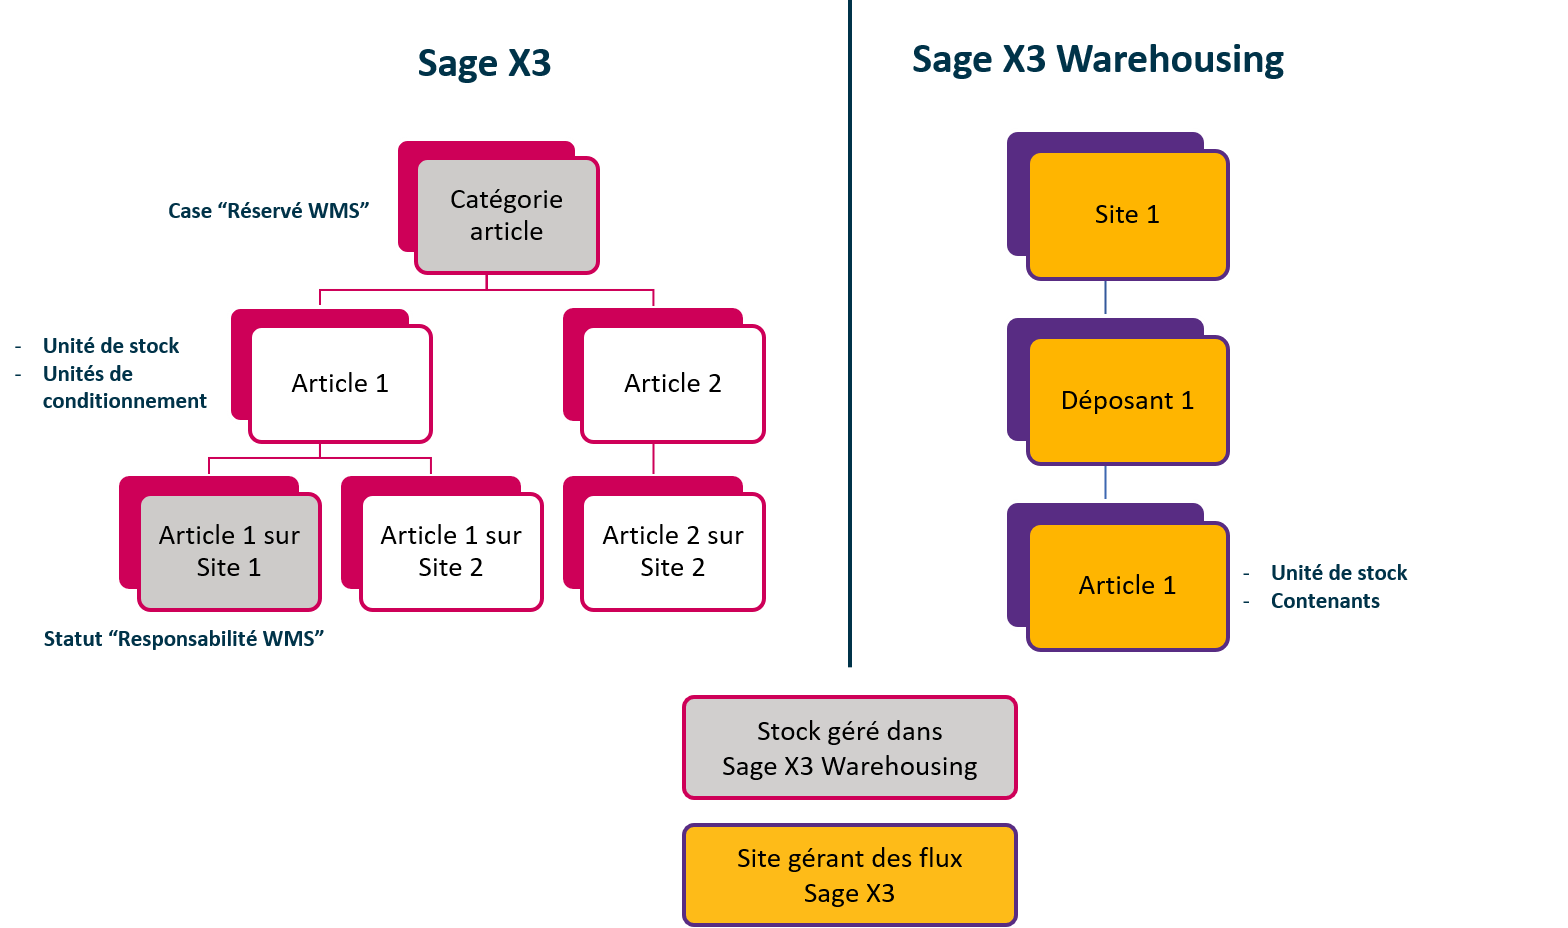 Sage X3
Sage X3 Warehousing
Case “Réservé WMS”
Catégorie
article
Site 1
- Unité de stock
- Unités de
conditionnement
Article 1
Article 2
Déposant 1
Article 1 sur
Site 1
Article 1 sur
Site 2
Article 2 sur
Site 2
Article 1
- Unité de stock
- Contenants
Statut “Responsabilité WMS”
Stock géré dans
Sage X3 Warehousing
Site gérant des flux
Sage X3